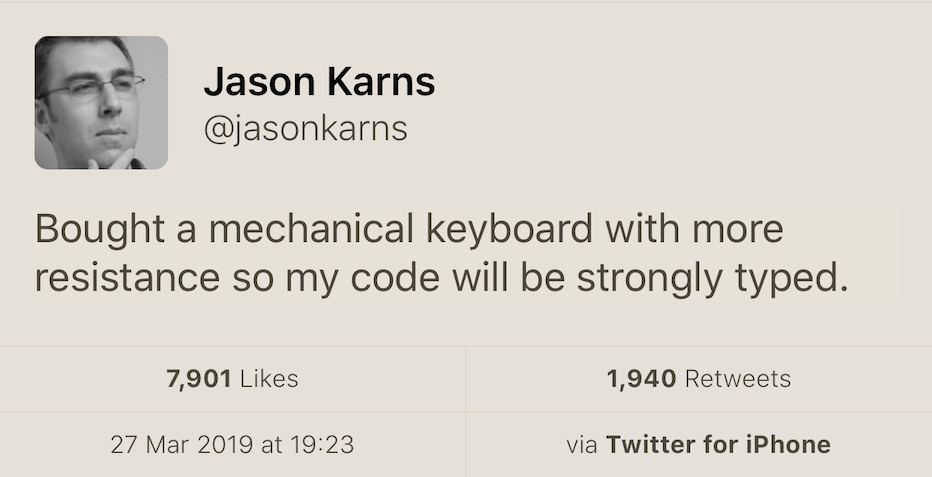 Jason Karns
@jasonkarns
Bought a mechanical keyboard with more
resistance so my code will be strongly typed.
7,901 Likes
1,940 Retweets
27 Mar 2019 at 19:23
via Twitter for iPhone